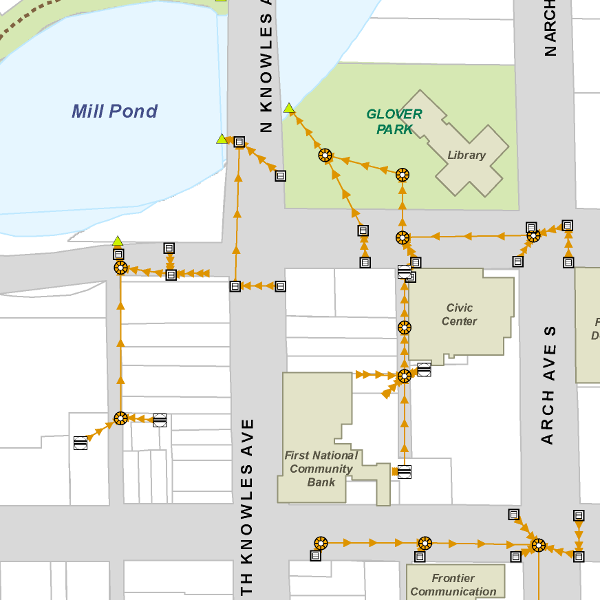 N KNOWLES A
N ARCH
Mill Pond
GLOVER
PARK
Library
Civic
Center
ARCH AVE S
First National
Community
Bank
TH KNOWLES AVE
Frontier
Communication